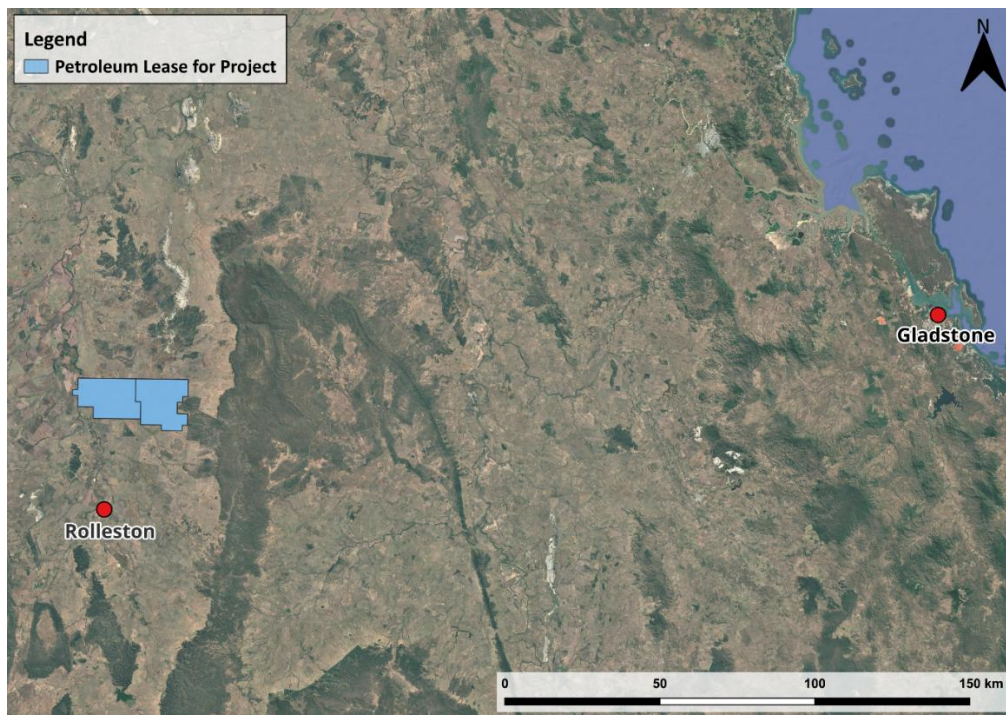 Legend
Petroleum Lease for Project
N
Gladstone
Rolleston
0 50 100 150 km